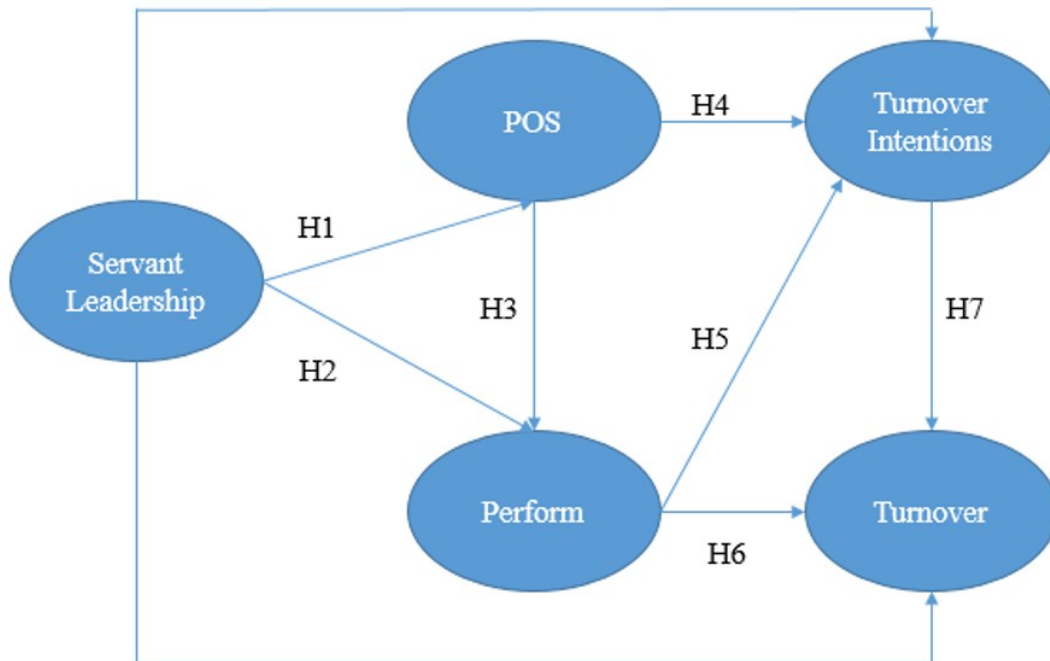 POS
H4
Turnover
Intentions
H1
Servant
Leadership
H3
H5
H7
H2
Perform
H6
Turnover